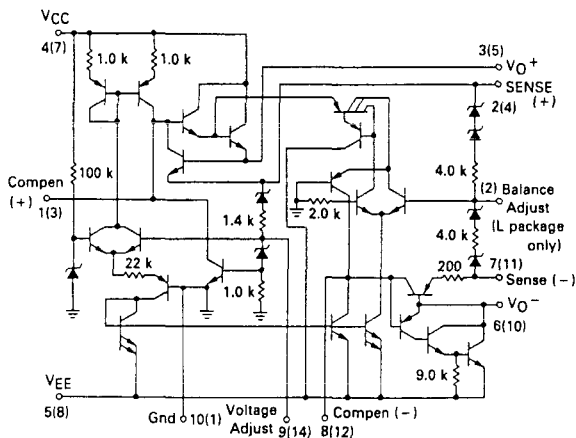 VCC
4(7)
1.0 k
1.0 k
3(5)
VO+
SENSE
(+)
2(4)
100 k
4.0 k
Compen
(+)
1(3)
1.4 k
2.0 k
(2) Balance
Adjust
(L package
only)
4.0 k
22 k
1.0 k
200
7(11)
Sense (-)
VO-
6(10)
9.0 k
VEE
5(8)
Gnd 10(1)
Voltage
Adjust 9(14)
Compen (-)
8(12)